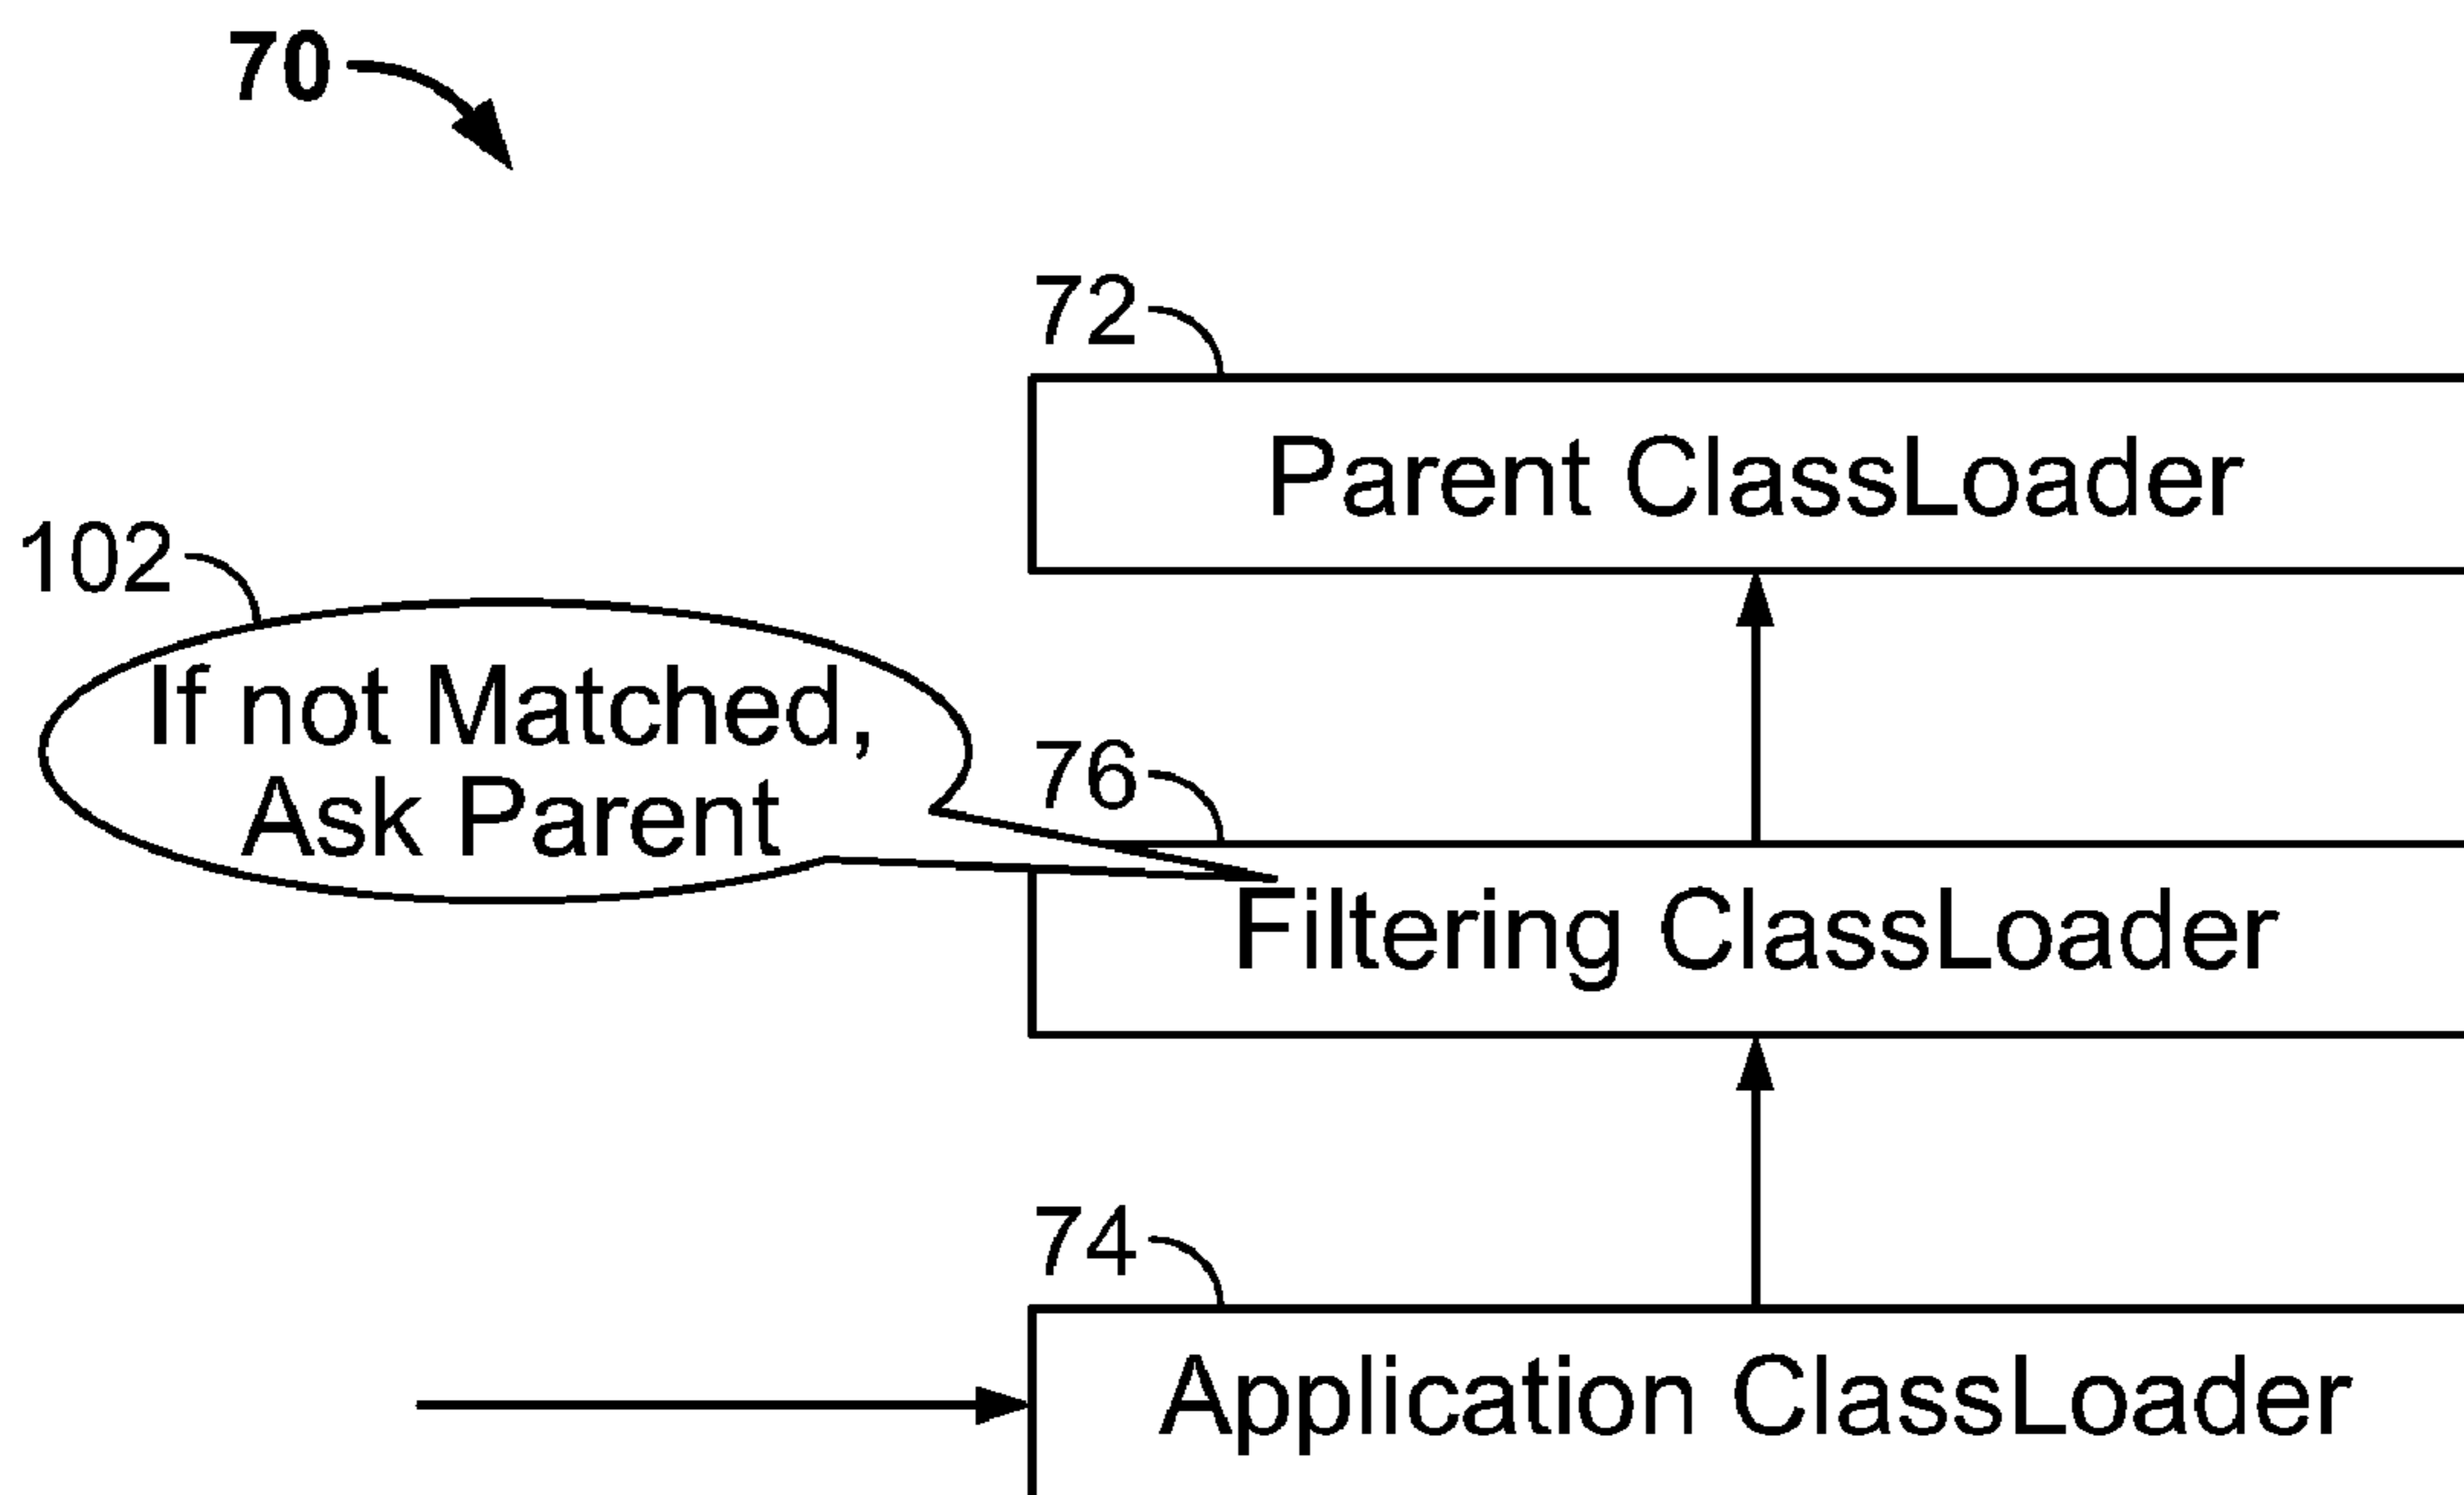 70
72
Parent ClassLoader
102
If not Matched,
Ask Parent
76
Filtering ClassLoader
74
Application ClassLoader